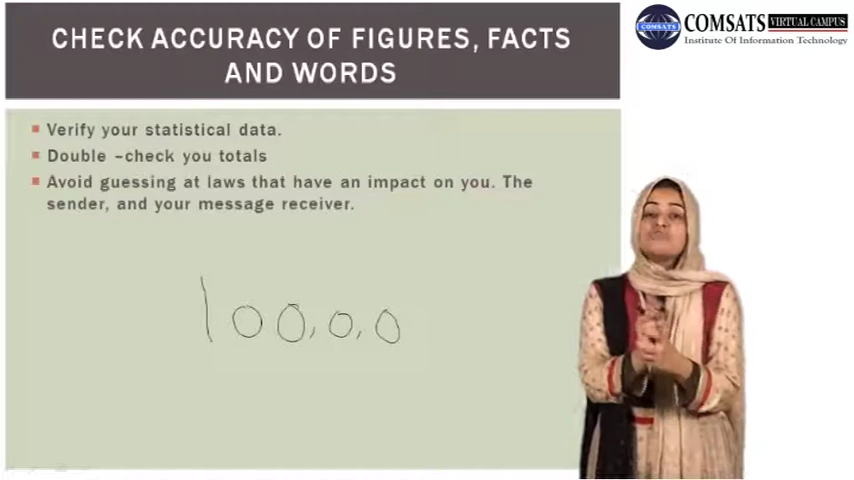 CHECK ACCURACY OF FIGURES, FACTS
AND WORDS
COMSATS VIRTUAL CAMPUS
Institute Of Information Technology
Verify your statistical data.
Double –check you totals
Avoid guessing at laws that have an impact on you. The
sender, and your message receiver.
100,0,0